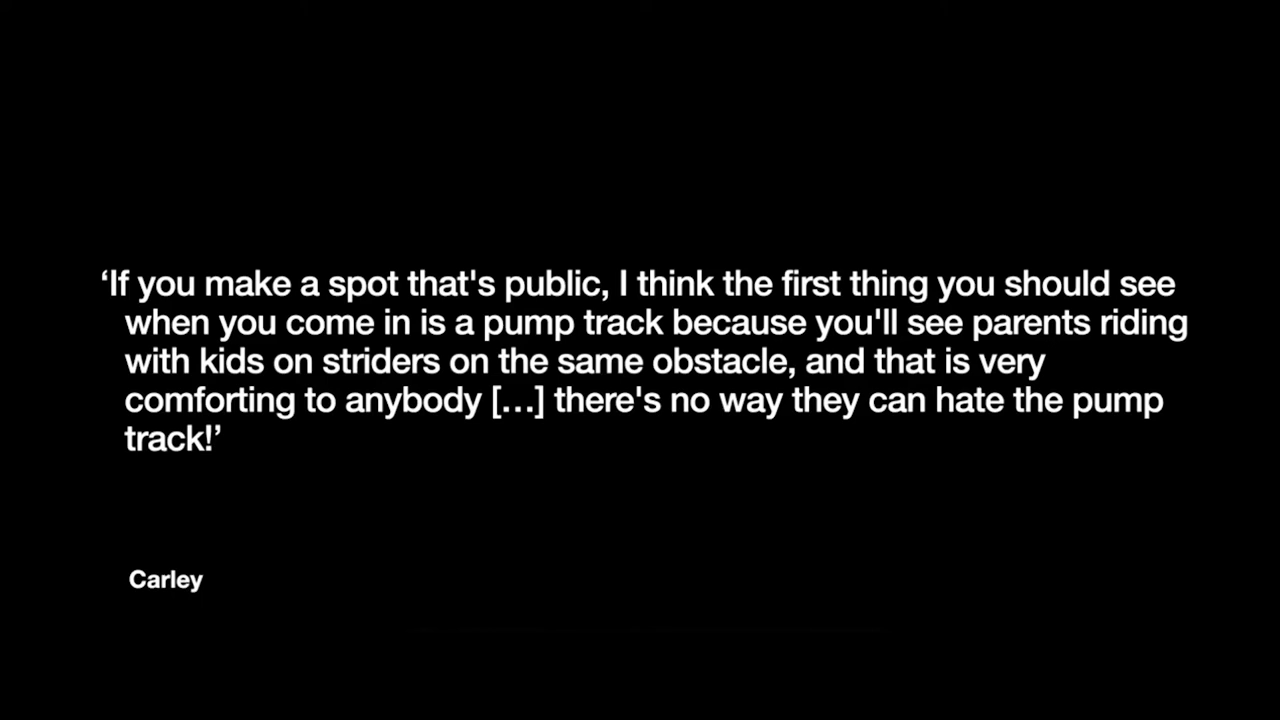 ‘If you make a spot that's public, I think the first thing you should see
when you come in is a pump track because you'll see parents riding
with kids on striders on the same obstacle, and that is very
comforting to anybody […] there's no way they can hate the pump
track!’
Carley